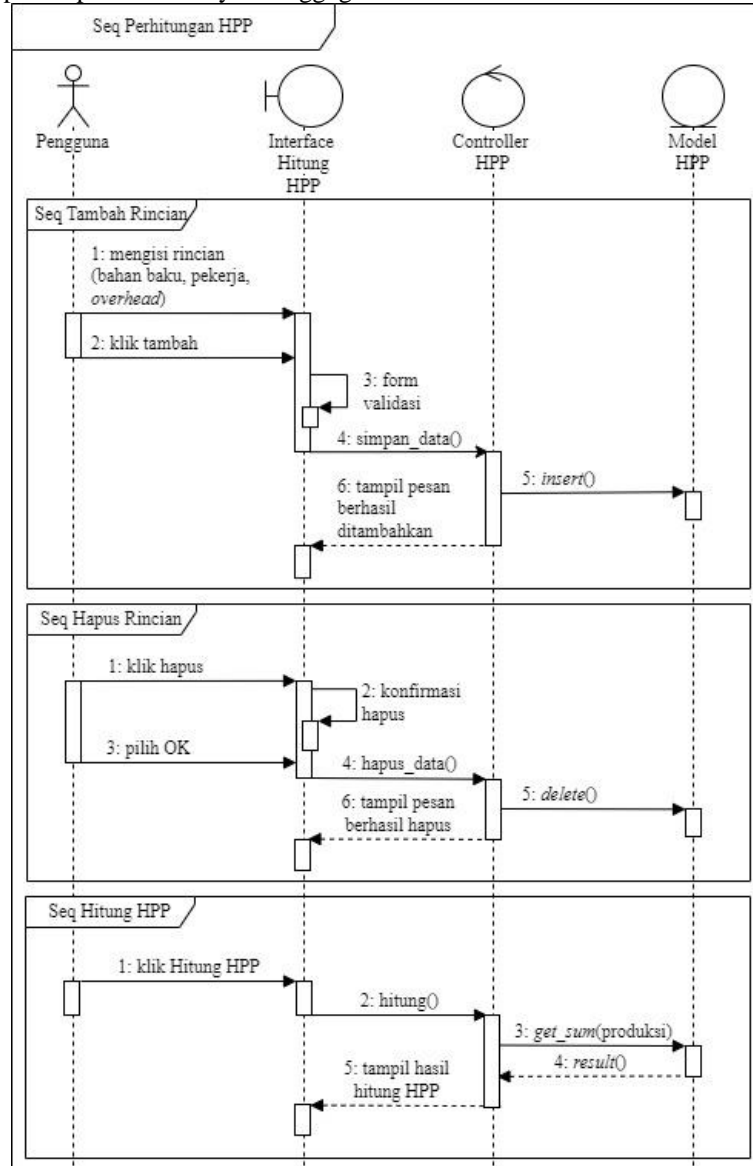 Seq Perhitungan HPP
Pengguna
Interface
Hitung
HPP
Controller
HPP
Model
HPP
Seq Tambah Rincian
1: mengisi rincian
(bahan baku, pekerja,
overhead)
2: klik tambah
3: form
validasi
4: simpan_data()
5: insert()
6: tampil pesan
berhasil
ditambahkan
Seq Hapus Rincian
1: klik hapus
2: konfirmasi
hapus
3: pilih OK
4: hapus_data()
5: delete()
6: tampil pesan
berhasil hapus
Seq Hitung HPP
1: klik Hitung HPP
2: hitung()
3: get_sum(produksi)
4: result()
5: tampil hasil
hitung HPP